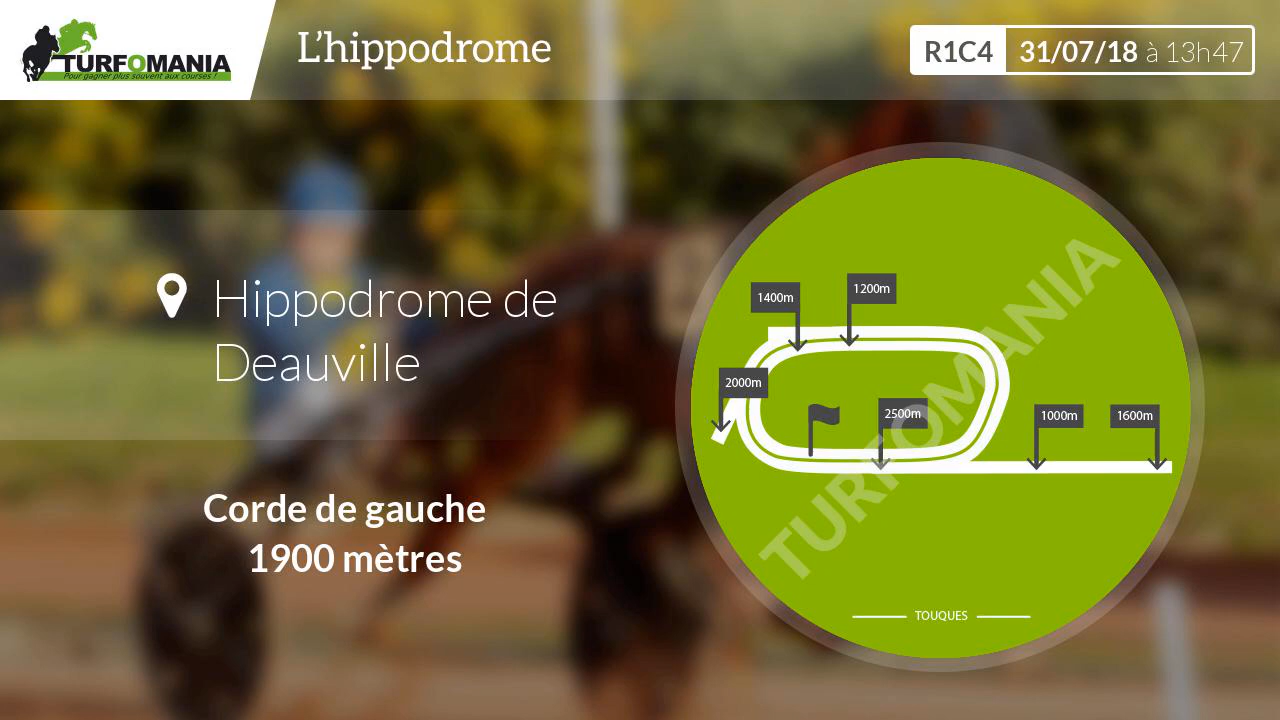 TURFOMANIA
Pour gagner plus souvent aux courses !
L'hippodrome
R1C4 31/07/18 à 13h47
Hippodrome de
Deauville
Corde de gauche
1900 mètres
1400m
1200m
2000m
2500m
1000m
1600m
TURFOMANIA
TOUQUES